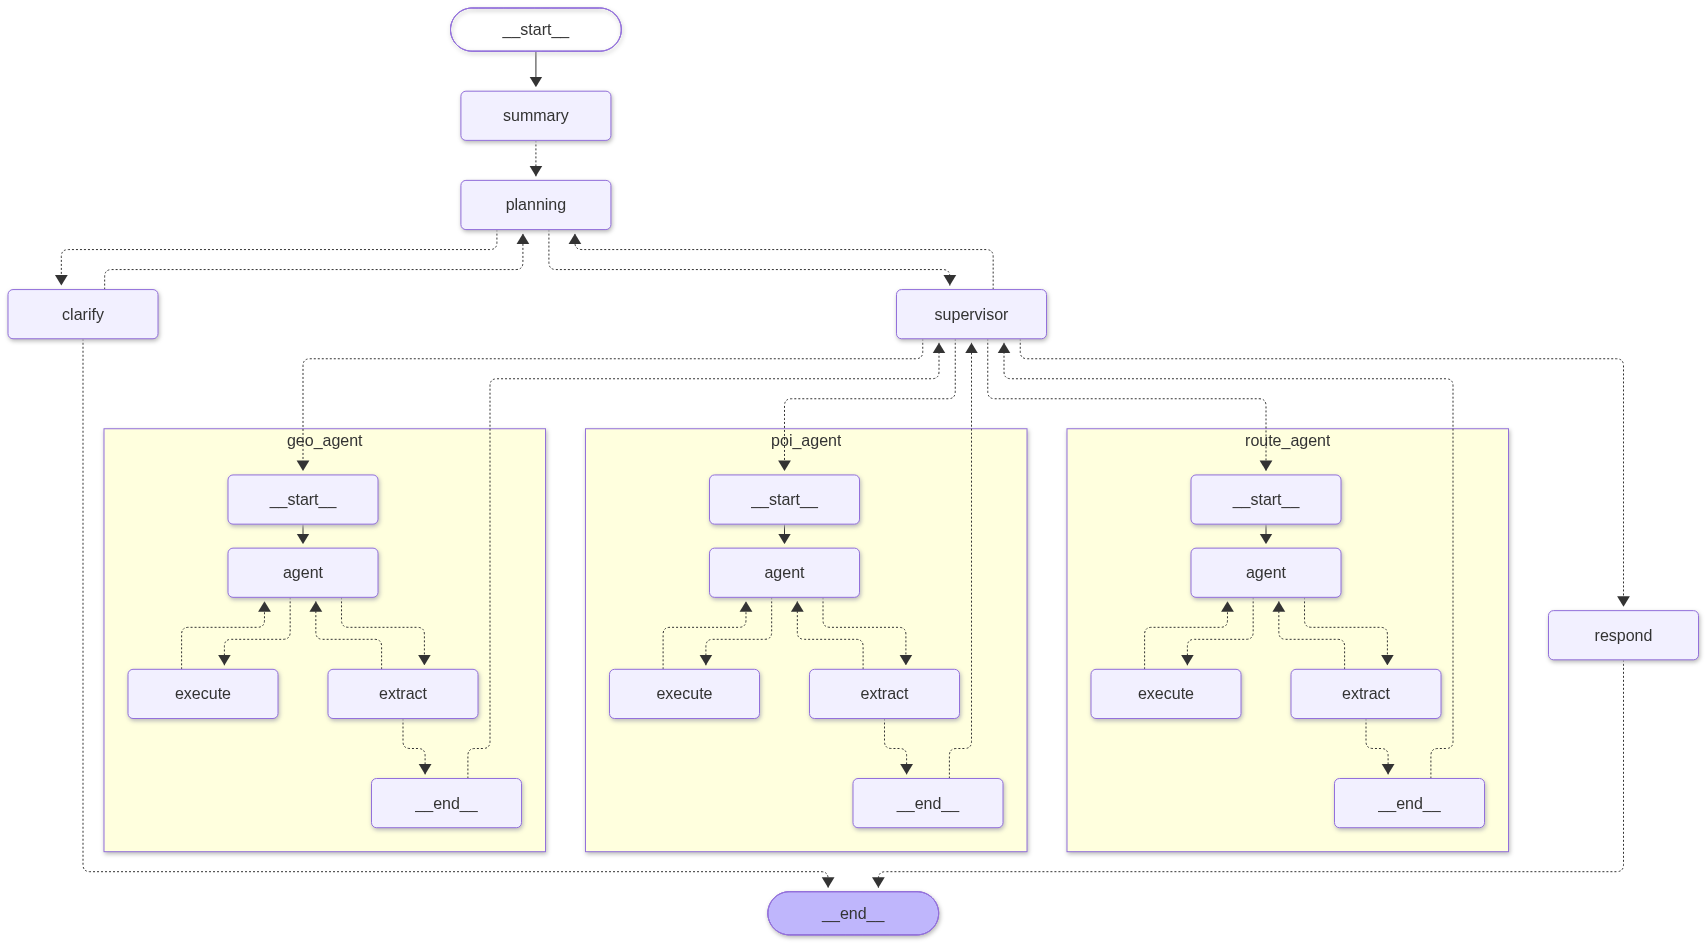 __start__
summary
planning
clarify
supervisor
geo_agent
__start__
agent
execute
extract
__end__
poi_agent
__start__
agent
execute
extract
__end__
route_agent
__start__
agent
execute
extract
__end__
respond
__end__